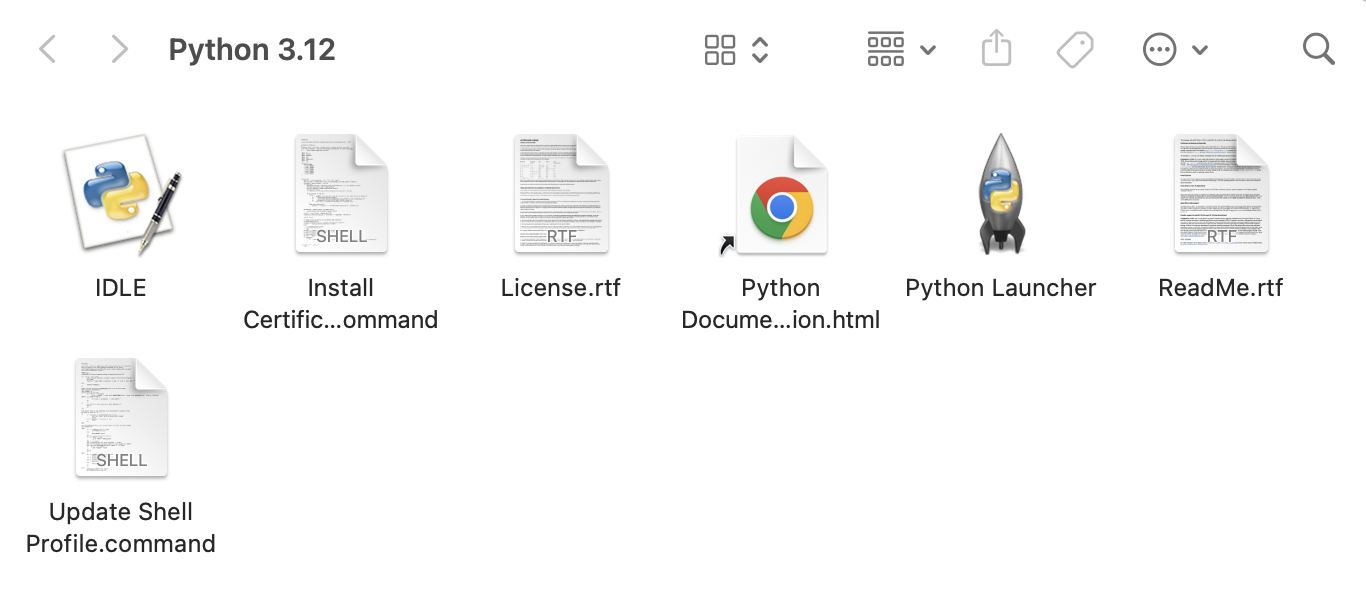 Python 3.12
IDLE
SHELL
Install
Certific...ommand
RTF
License.rtf
Python
Docume...ion.html
Python Launcher
RTF
ReadMe.rtf
SHELL
Update Shell
Profile.command